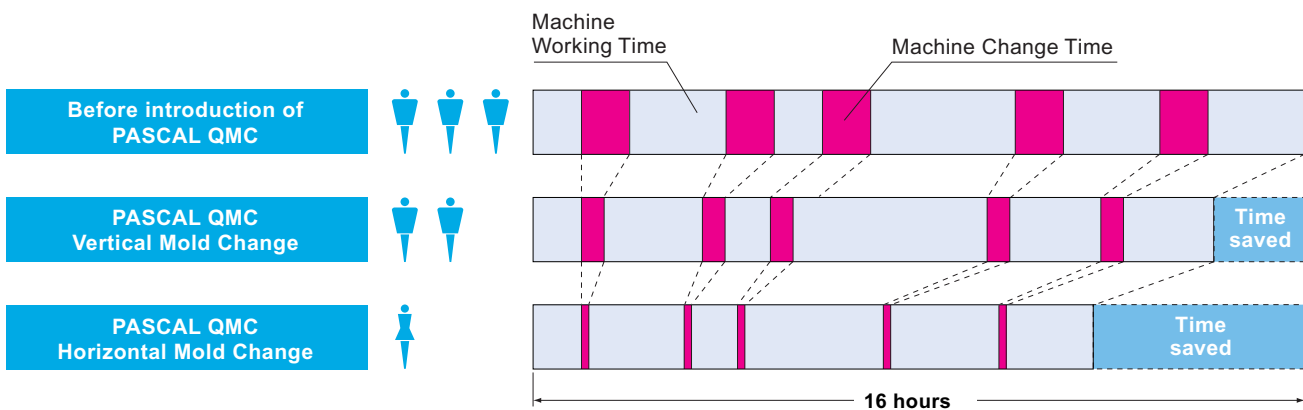 Machine
Working Time
Machine Change Time
Before introduction of
PASCAL QMC
PASCAL QMC
Vertical Mold Change
Time
saved
PASCAL QMC
Horizontal Mold Change
Time
saved
16 hours